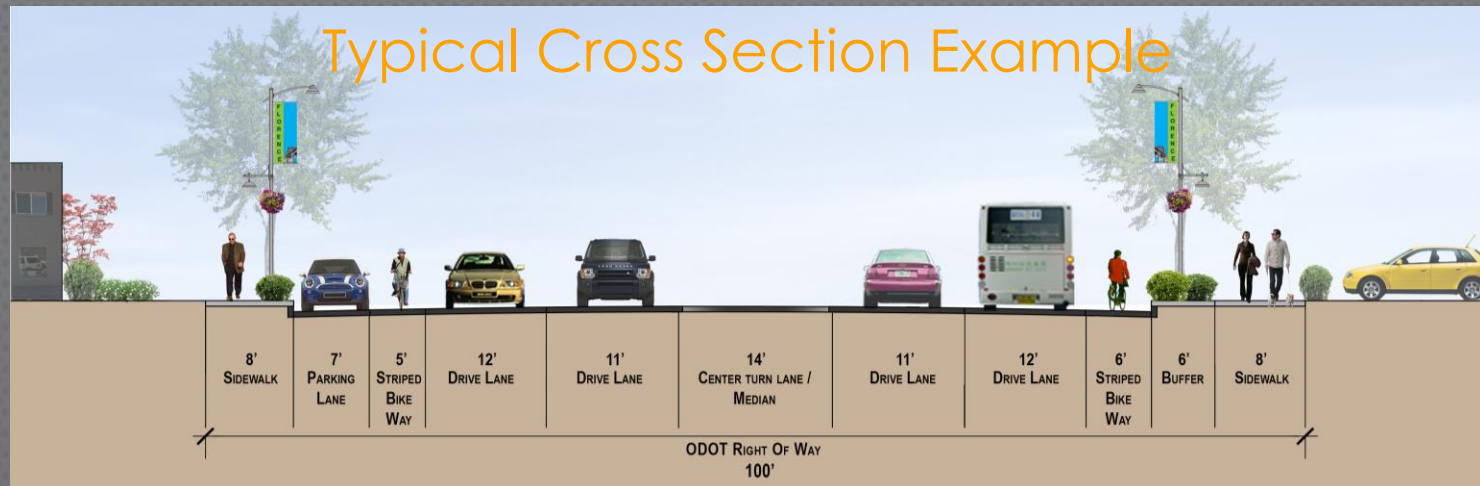 Typical Cross Section Example
FLORENCE
FLORENCE
8'
SIDEWALK
7'
PARKING
LANE
5'
STRIPED
BIKE
WAY
12'
DRIVE LANE
11'
DRIVE LANE
14'
CENTER TURN LANE /
MEDIAN
11'
DRIVE LANE
12'
DRIVE LANE
6'
STRIPED
BIKE
WAY
6'
BUFFER
8'
SIDEWALK
ODOT RIGHT OF WAY
100'